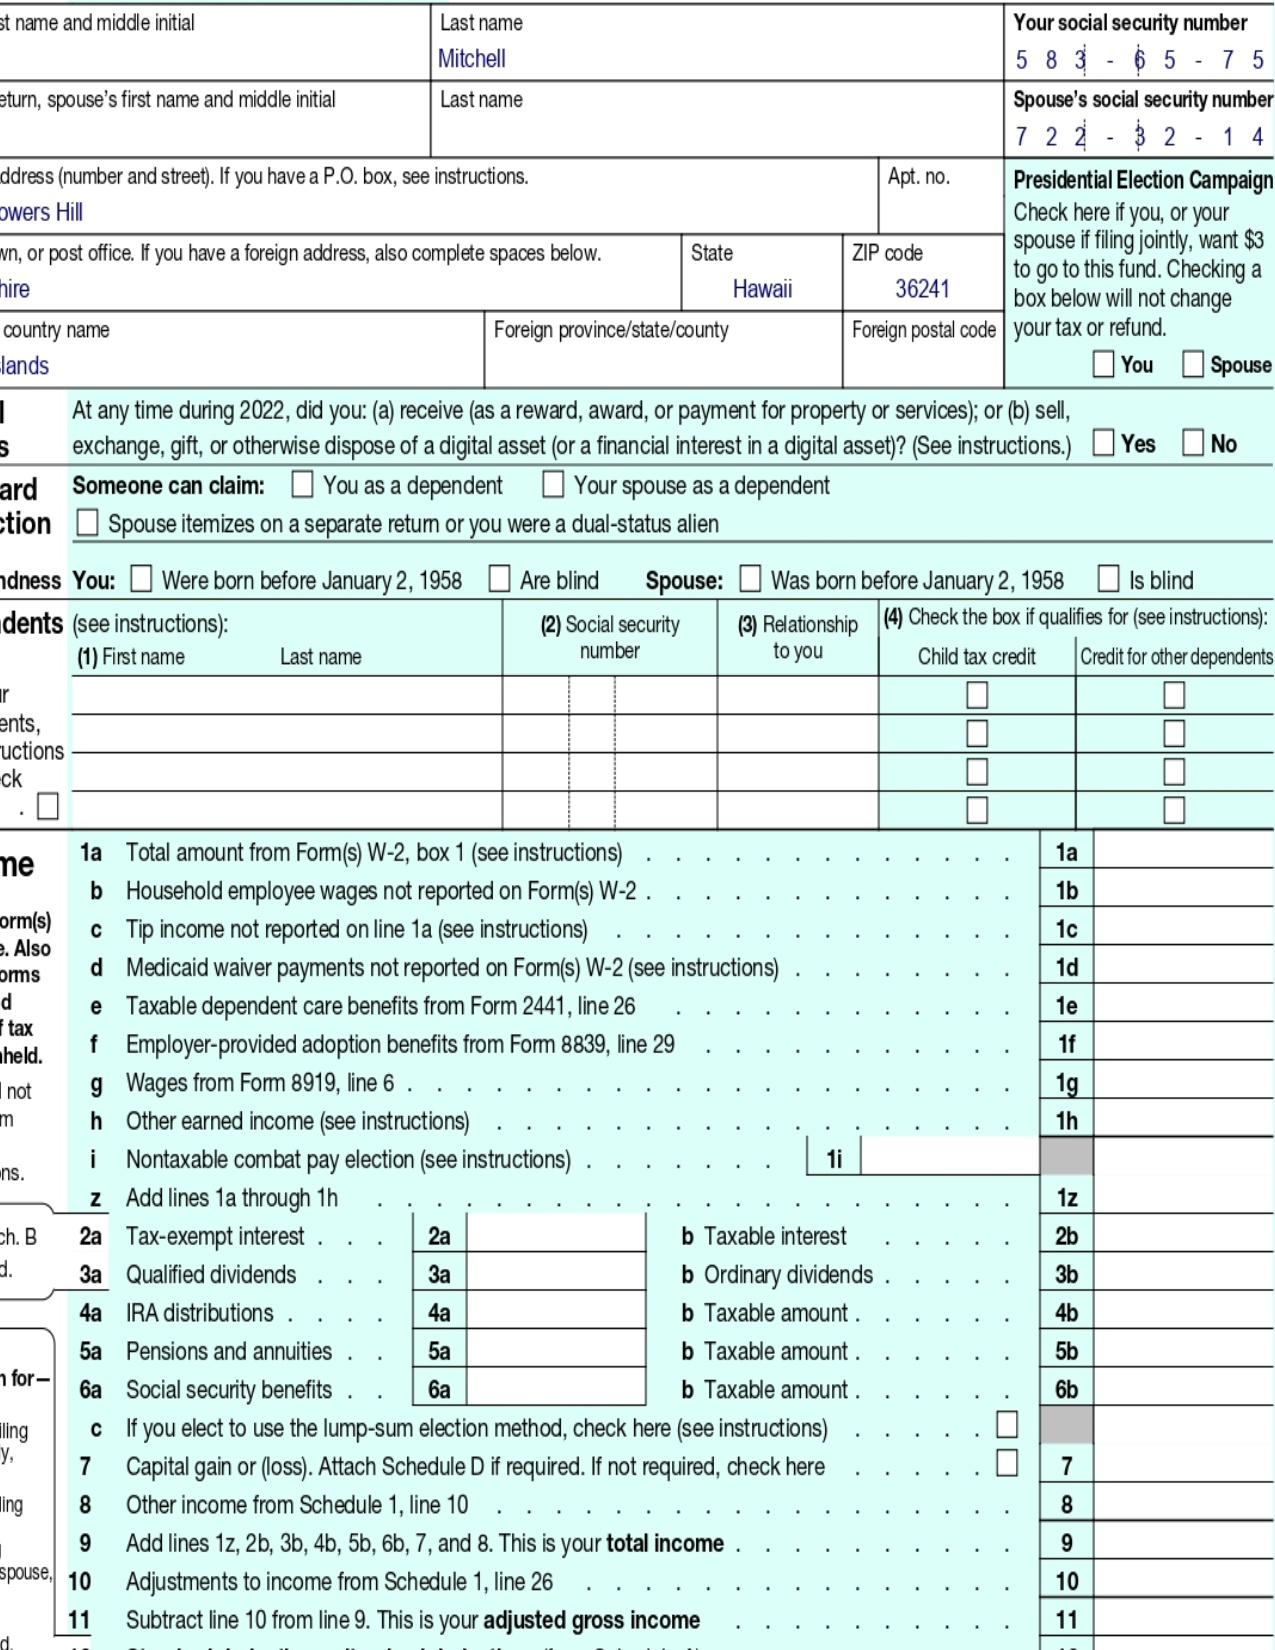 st name and middle initial Last name Your social security number
Mitchell 5 8 3 - 6 5 - 7 5
eturn, spouse's first name and middle initial Last name Spouse's social security number
7 2 2 - 3 2 - 1 4
ddress (number and street). If you have a P.O. box, see instructions. Apt. no. Presidential Election Campaign
owers Hill Check here if you, or your
spouse if filing jointly, want $3
wn, or post office. If you have a foreign address, also complete spaces below. State ZIP code to go to this fund. Checking a
hire Hawaii 36241 box below will not change
country name Foreign province/state/county Foreign postal code your tax or refund.
slands You Spouse
At any time during 2022, did you: (a) receive (as a reward, award, or payment for property or services); or (b) sell,
s exchange, gift, or otherwise dispose of a digital asset (or a financial interest in a digital asset)? (See instructions.) Yes No
ard Someone can claim: You as a dependent Your spouse as a dependent
ction Spouse itemizes on a separate return or you were a dual-status alien
ndness You: Were born before January 2, 1958 Are blind Spouse: Was born before January 2, 1958 Is blind
dents (see instructions): (2) Social security number (3) Relationship to you (4) Check the box if qualifies for (see instructions):
(1) First name Last name Child tax credit Credit for other dependents
ur
ents,
ructions
eck
.
me 1a Total amount from Form(s) W-2, box 1 (see instructions) . . . . . . . . . . . . . 1a
b Household employee wages not reported on Form(s) W-2 . . . . . . . . . . . . . 1b
orm(s) c Tip income not reported on line 1a (see instructions) . . . . . . . . . . . . . . 1c
e. Also d Medicaid waiver payments not reported on Form(s) W-2 (see instructions) . . . . . . . . 1d
orms
d e Taxable dependent care benefits from Form 2441, line 26 . . . . . . . . . . . . 1e
f tax
held. f Employer-provided adoption benefits from Form 8839, line 29 . . . . . . . . . . . 1f
not g Wages from Form 8919, line 6 . . . . . . . . . . . . . . . . . . . . . 1g
m h Other earned income (see instructions) . . . . . . . . . . . . . . . . . . 1h
ons. i Nontaxable combat pay election (see instructions) . . . . . . . 1i
z Add lines 1a through 1h . . . . . . . . . . . . . . . . . . . . . . 1z
ch. B 2a Tax-exempt interest . . . 2a b Taxable interest . . . . . 2b
d. 3a Qualified dividends . . . 3a b Ordinary dividends . . . . . 3b
4a IRA distributions . . . . 4a b Taxable amount . . . . . . 4b
5a Pensions and annuities . . 5a b Taxable amount . . . . . . 5b
n for— 6a Social security benefits . . 6a b Taxable amount . . . . . . 6b
iling c If you elect to use the lump-sum election method, check here (see instructions) . . . . .
ly,
7 Capital gain or (loss). Attach Schedule D if required. If not required, check here . . . . . 7
ling 8 Other income from Schedule 1, line 10 . . . . . . . . . . . . . . . . . . 8
9 Add lines 1z, 2b, 3b, 4b, 5b, 6b, 7, and 8. This is your total income . . . . . . . . . . 9
spouse, 10 Adjustments to income from Schedule 1, line 26 . . . . . . . . . . . . . . . 10
d. 11 Subtract line 10 from line 9. This is your adjusted gross income . . . . . . . . . . 11